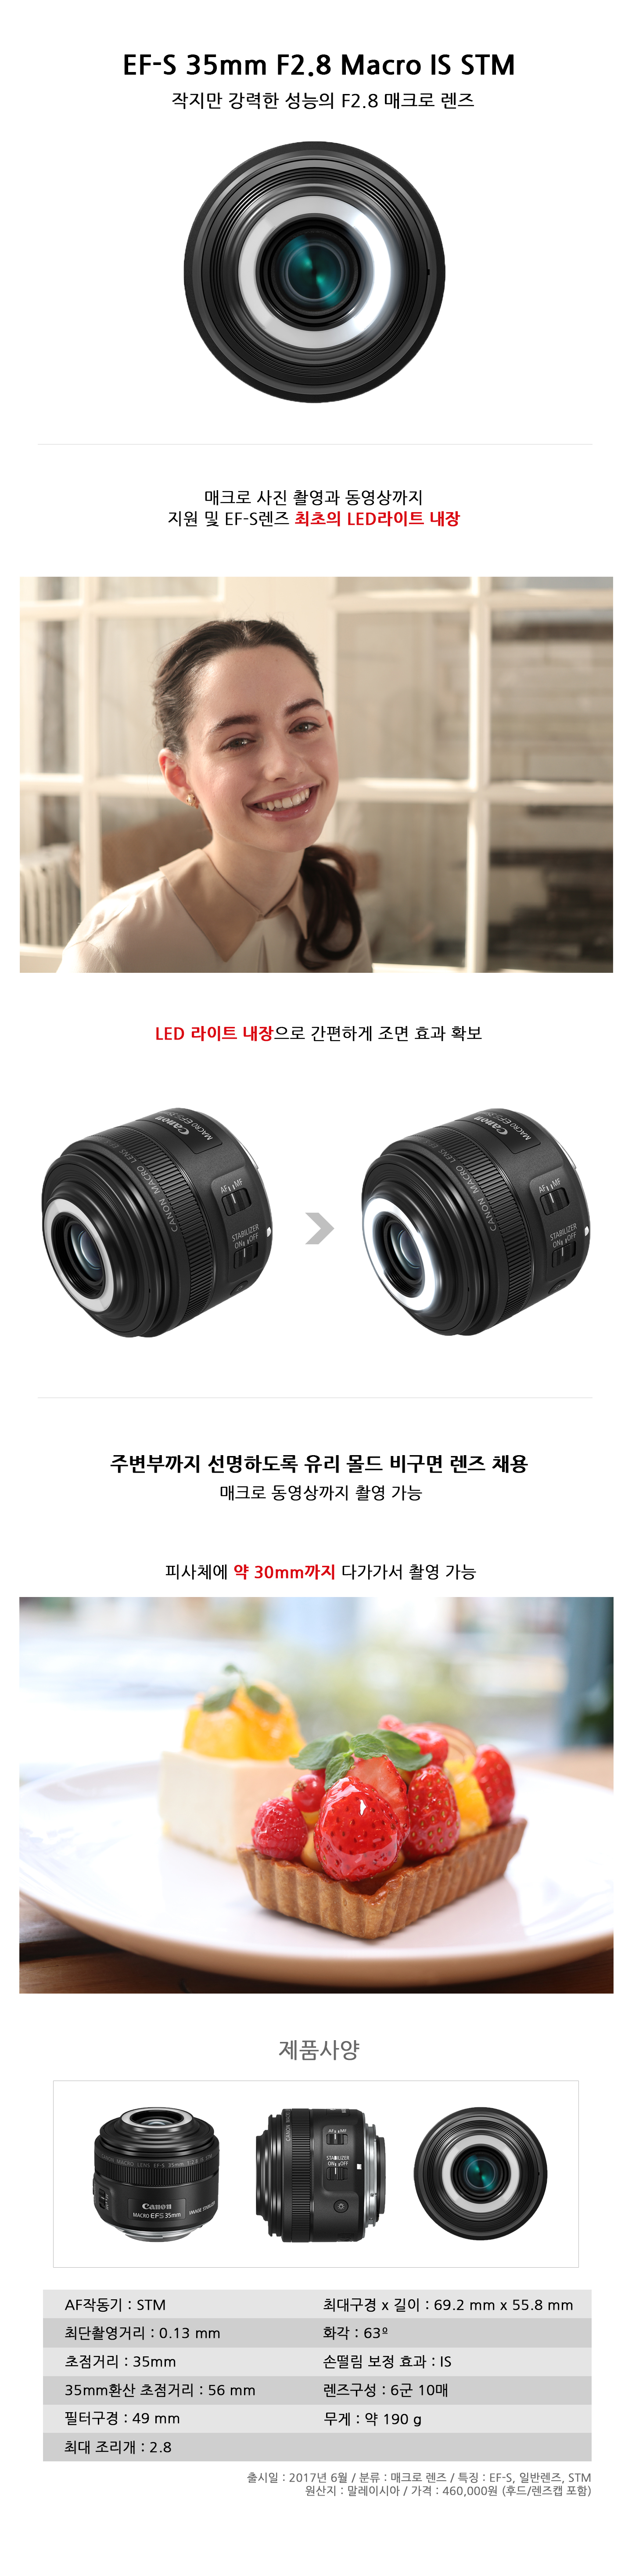 EF-S 35mm F2.8 Macro IS STM
작지만 강력한 성능의 F2.8 매크로 렌즈
매크로 사진 촬영과 동영상까지
지원 및 EF-S렌즈 최초의 LED라이트 내장
LED 라이트 내장으로 간편하게 조면 효과 확보
Canon
MACRO EF-S 35
CANON MACRO LENS
AF MF
STABILIZER
ON OFF
Canon
MACRO EF-S 35
CANON MACRO LENS
AF MF
STABILIZER
ON OFF
주변부까지 선명하도록 유리 몰드 비구면 렌즈 채용
매크로 동영상까지 촬영 가능
피사체에 약 30mm까지 다가가서 촬영 가능
제품사양
CANON MACRO LENS EF-S 35mm 1:2.8 IS STM
Canon
MACRO EF-S 35mm
IMAGE STABILIZER
AF MF
STABILIZER
ON OFF
AF작동기 : STM
최대구경 x 길이 : 69.2 mm x 55.8 mm
최단촬영거리 : 0.13 mm
화각 : 63º
초점거리 : 35mm
손떨림 보정 효과 : IS
35mm환산 초점거리 : 56 mm
렌즈구성 : 6군 10매
필터구경 : 49 mm
무게 : 약 190 g
최대 조리개 : 2.8
출시일 : 2017년 6월 / 분류 : 매크로 렌즈 / 특징 : EF-S, 일반렌즈, STM
원산지 : 말레이시아 / 가격 : 460,000원 (후드/렌즈캡 포함)